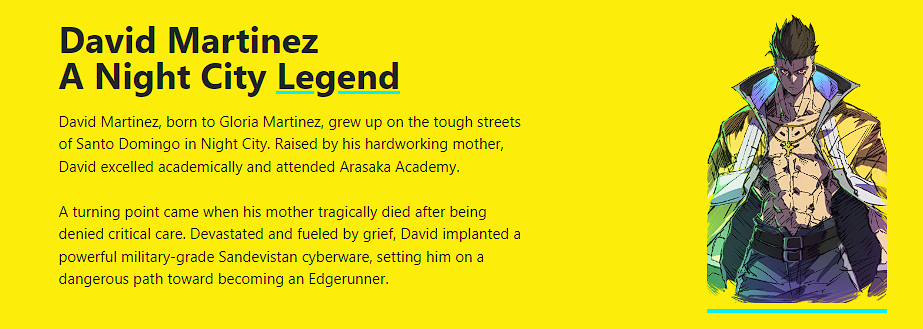 David Martinez
A Night City Legend
David Martinez, born to Gloria Martinez, grew up on the tough streets
of Santo Domingo in Night City. Raised by his hardworking mother,
David excelled academically and attended Arasaka Academy.
A turning point came when his mother tragically died after being
denied critical care. Devastated and fueled by grief, David implanted a
powerful military-grade Sandevistan cyberware, setting him on a
dangerous path toward becoming an Edgerunner.